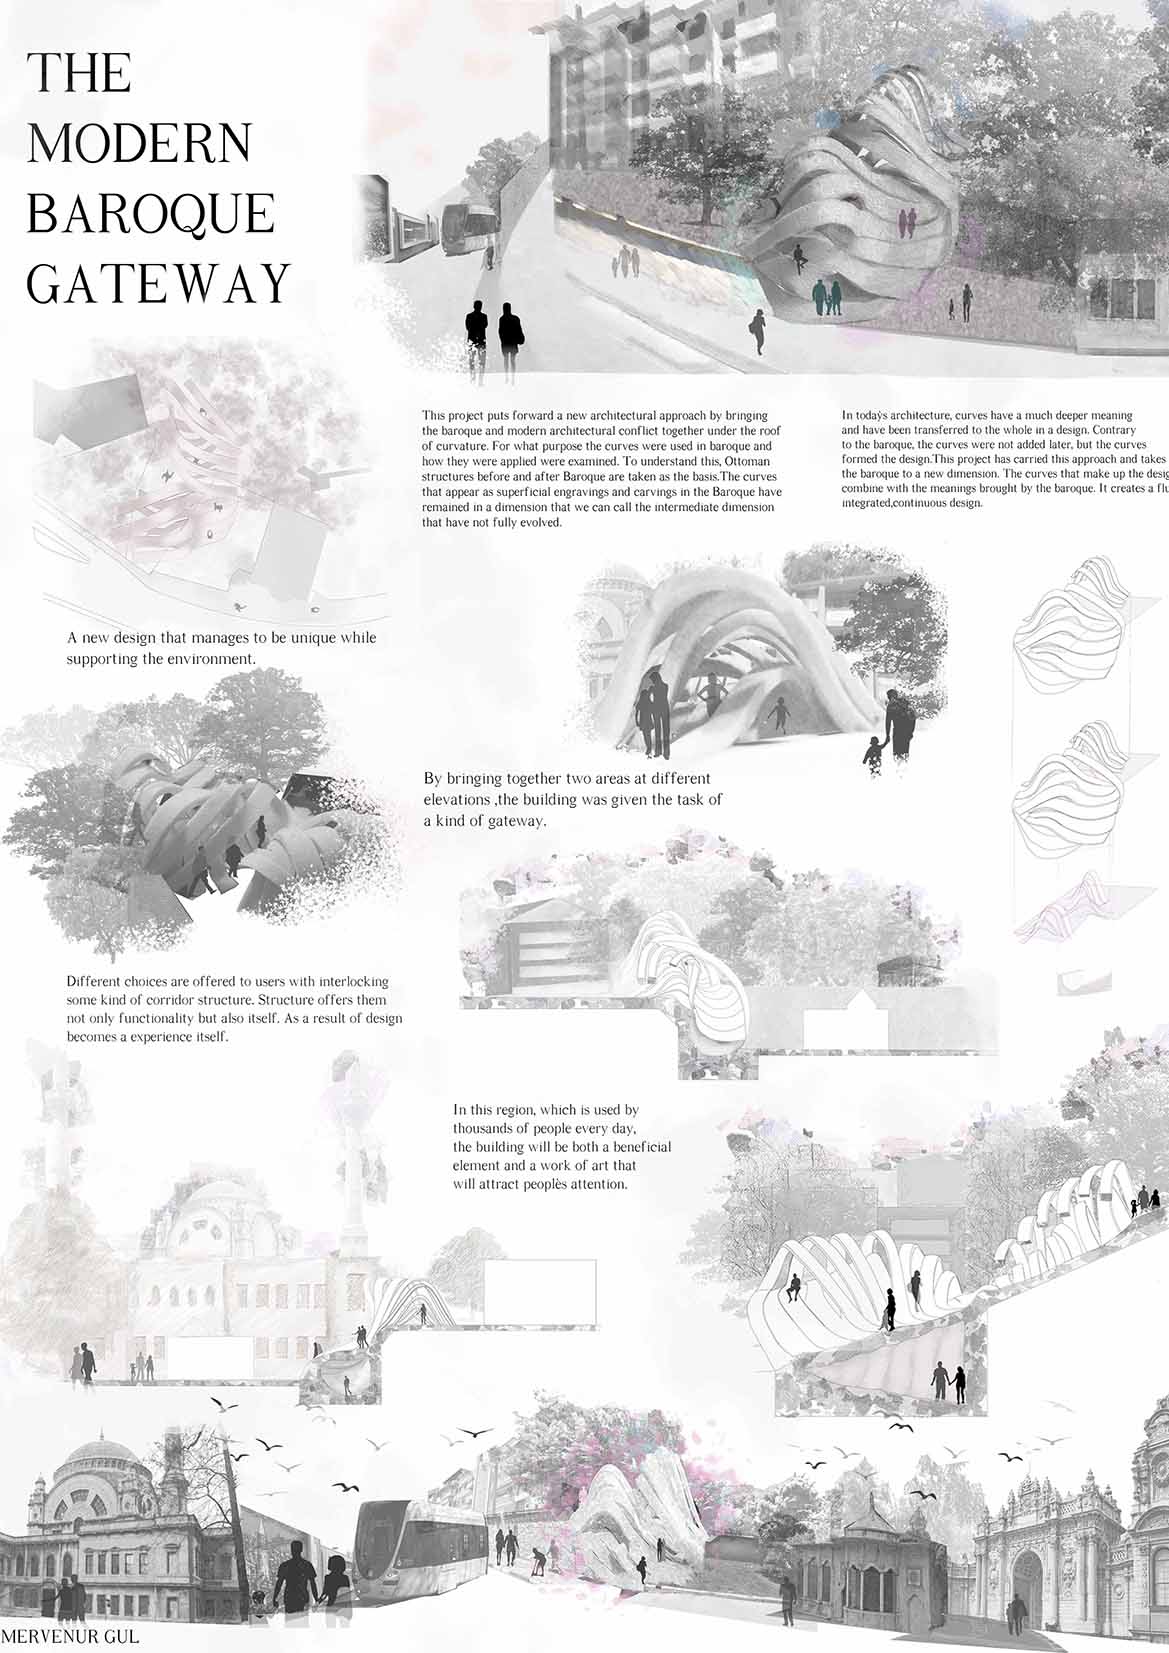 THE
MODERN
BAROQUE
GATEWAY
This project puts forward a new architectural approach by bringing
the baroque and modern architectural conflict together under the roof
of curvature. For what purpose the curves were used in baroque and
how they were applied were examined. To understand this, Ottoman
structures before and after Baroque are taken as the basis.The curves
that appear as superficial engravings and carvings in the Baroque have
remained in a dimension that we can call the intermediate dimension
that have not fully evolved.
In todaỳs architecture, curves have a much deeper meaning
and have been transferred to the whole in a design. Contrary
to the baroque, the curves were not added later, but the curves
formed the design.This project has carried this approach and takes
the baroque to a new dimension. The curves that make up the desig
combine with the meanings brought by the baroque. It creates a flu
integrated,continuous design.
A new design that manages to be unique while
supporting the environment.
By bringing together two areas at different
elevations ,the building was given the task of
a kind of gateway.
Different choices are offered to users with interlocking
some kind of corridor structure. Structure offers them
not only functionality but also itself. As a result of design
becomes a experience itself.
In this region, which is used by
thousands of people every day,
the building will be both a beneficial
element and a work of art that
will attract peoplès attention.
MERVENUR GUL